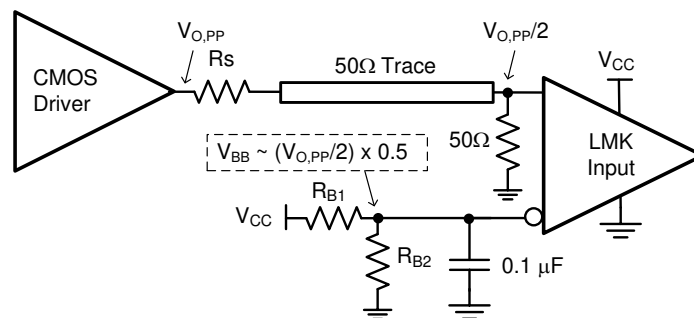 V_O,PP
V_O,PP/2
Rs
50Ω Trace
V_CC
CMOS
Driver
50Ω
LMK
Input
V_BB ~ (V_O,PP/2) x 0.5
R_B1
V_CC
R_B2
0.1 μF